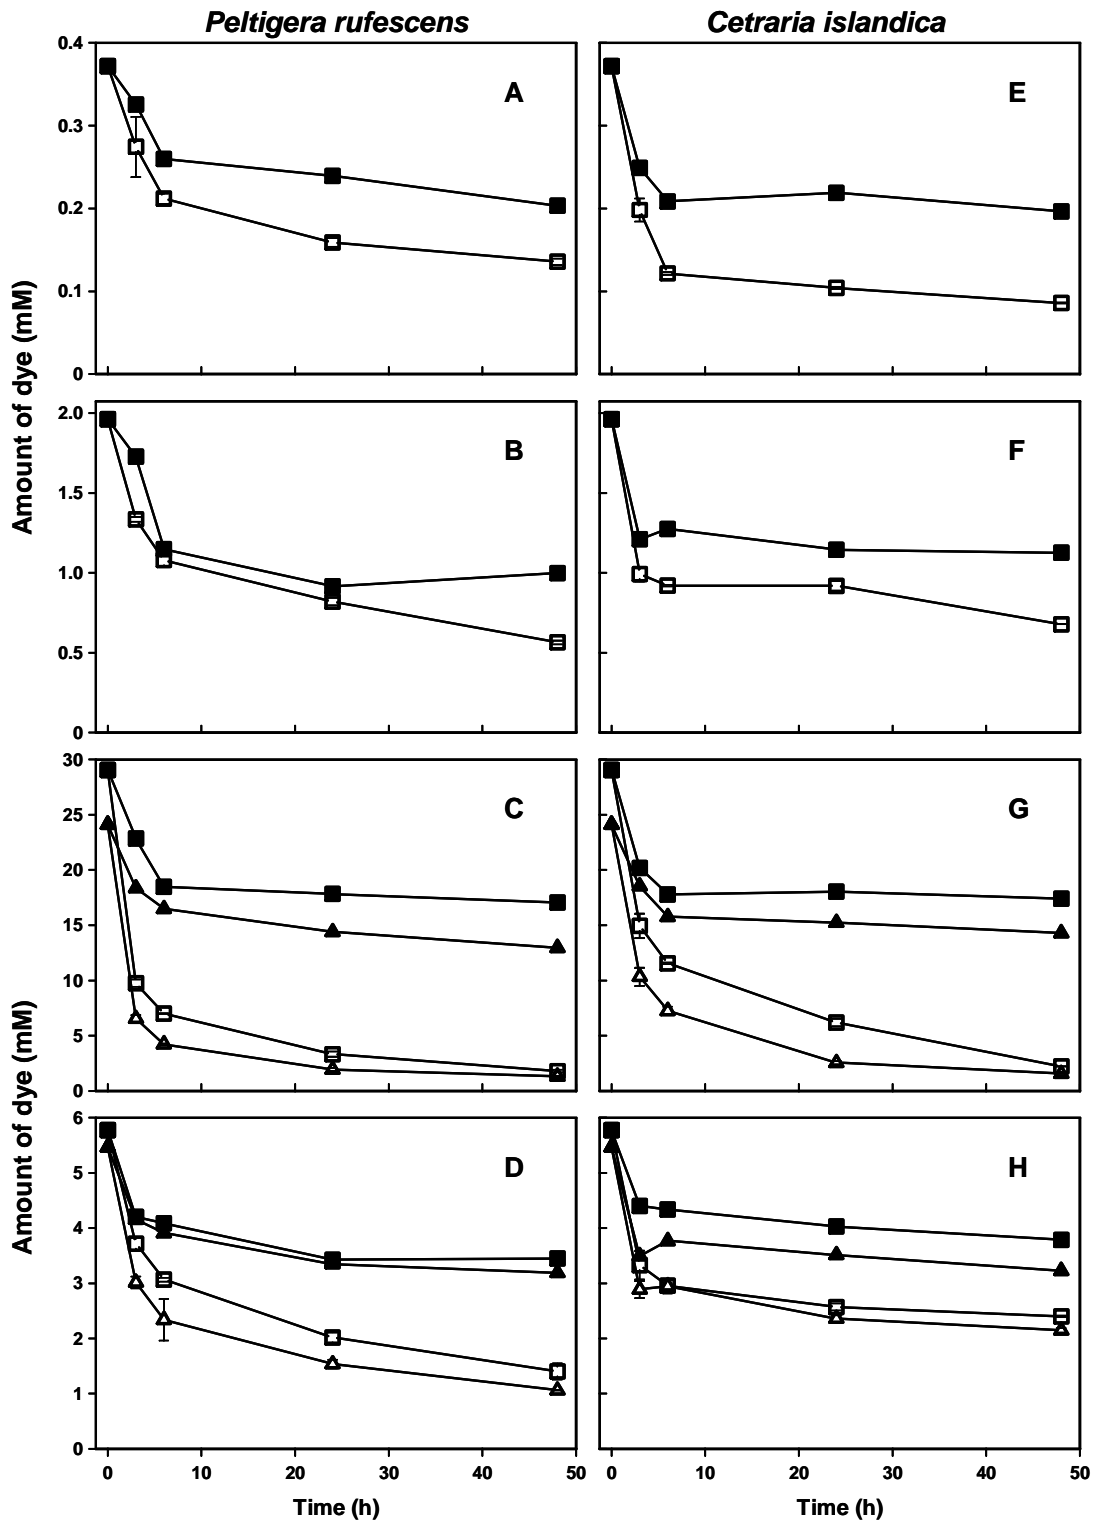 Peltigera rufescens
Cetraria islandica
Amount of dye (mM)
Amount of dye (mM)
0.4
0.3
0.2
0.1
0
A
E
2.0
1.5
1.0
0.5
0
B
F
30
25
20
15
10
5
0
C
G
6
5
4
3
2
1
0
D
H
0 10 20 30 40 50
0 10 20 30 40 50
Time (h)
Time (h)